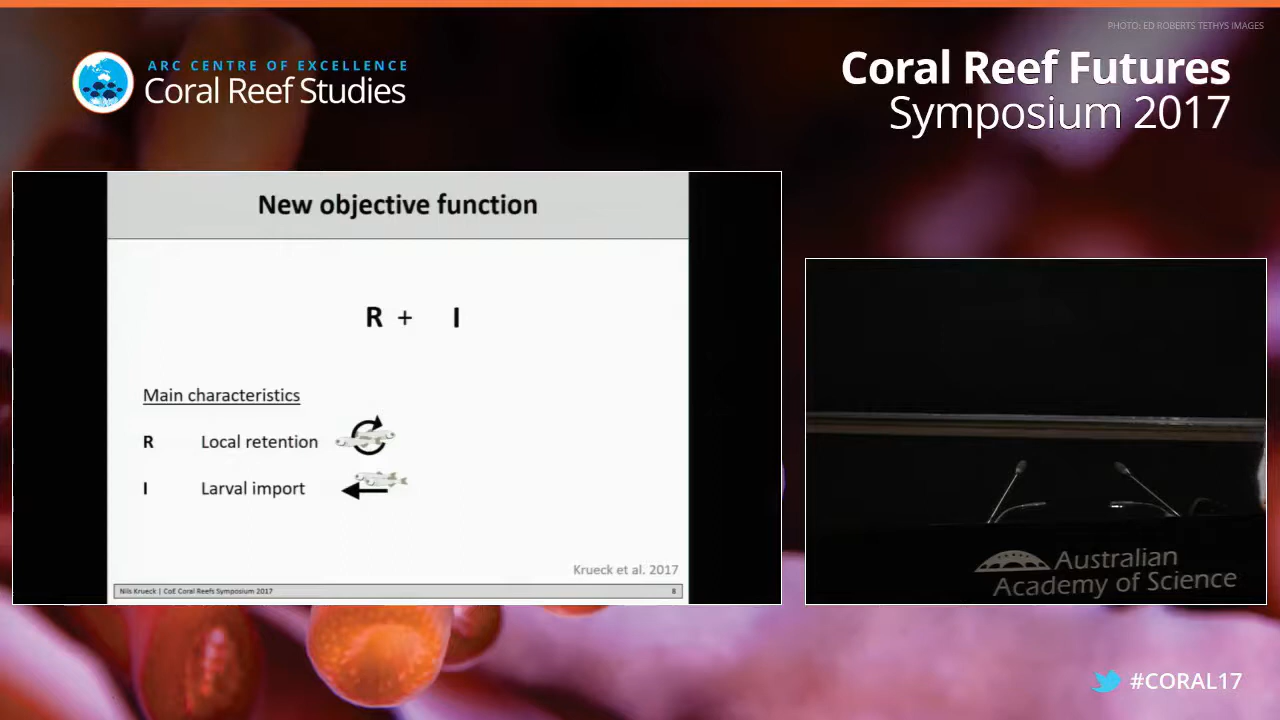 PHOTO: ED ROBERTS TETHYS IMAGES
ARC CENTRE OF EXCELLENCE
Coral Reef Studies
Coral Reef Futures
Symposium 2017
New objective function
R + I
Main characteristics
R Local retention
I Larval import
Krueck et al. 2017
Nils Krueck | CoE Coral Reefs Symposium 2017 8
Australian
Academy of Science
#CORAL17